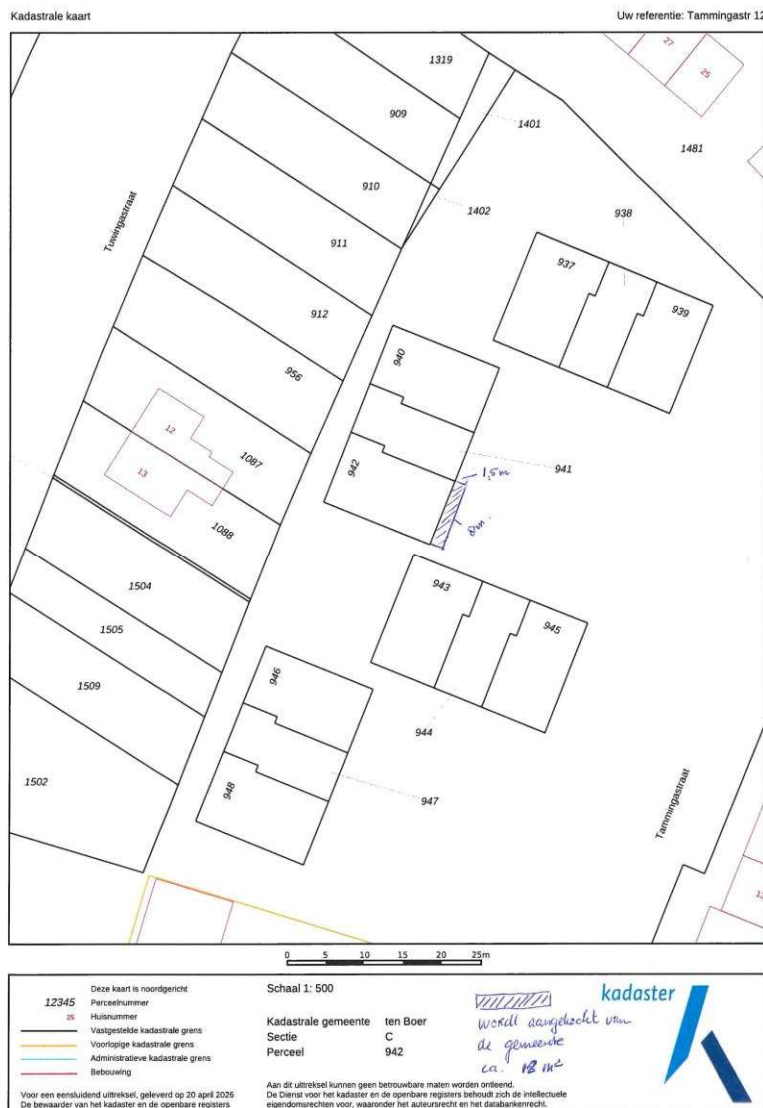 Kadastrale kaart
Uw referentie: Tammingastr 12
27
25
1319
909
1401
1481
910
1402
938
Tuwingastraat
911
937
912
939
940
956
12
1087
941
942
1,5m
13
8m.
1088
943
1504
945
1505
946
1509
944
1502
948
947
Tammingastraat
0 5 10 15 20 25m
Deze kaart is noordgericht
12345 Perceelnummer
25 Huisnummer
Vastgestelde kadastrale grens
Voorlopige kadastrale grens
Administratieve kadastrale grens
Bebouwing
Voor een eensluidend uittreksel, geleverd op 20 april 2026
De bewaarder van het kadaster en de openbare registers
Schaal 1: 500
Kadastrale gemeente ten Boer
Sectie C
Perceel 942
Aan dit uittreksel kunnen geen betrouwbare maten worden ontleend.
De Dienst voor het kadaster en de openbare registers behoudt zich de intellectuele
eigendomsrechten voor, waaronder het auteursrecht en het databankenrecht.
wordt aangekocht van
de gemeente
ca. m²
kadaster